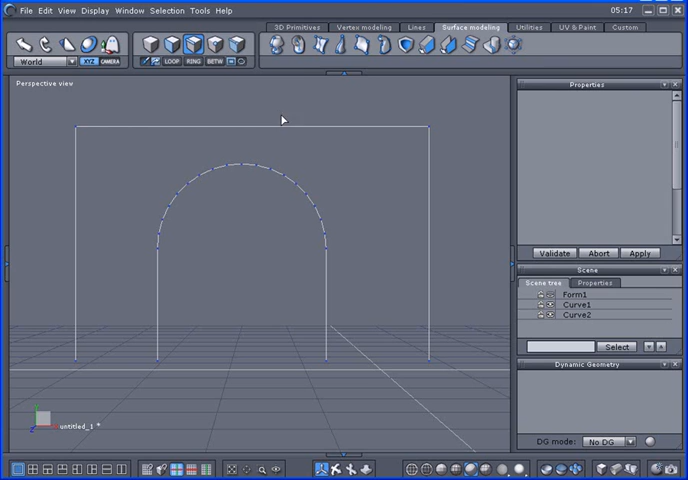 File Edit Display Window Selection Tools Help 05:17
3D Primitives Vertex modeling Lines Surface modeling Utilities UV & Paint Custom
World XYZ CAMERA LOOP RING BETW
Perspective view
Properties
Validate Abort Apply
Scene
Scene tree Properties
Form1
Curve1
Curve2
Select
Dynamic Geometry
untitled_1 *
DG mode: No DG